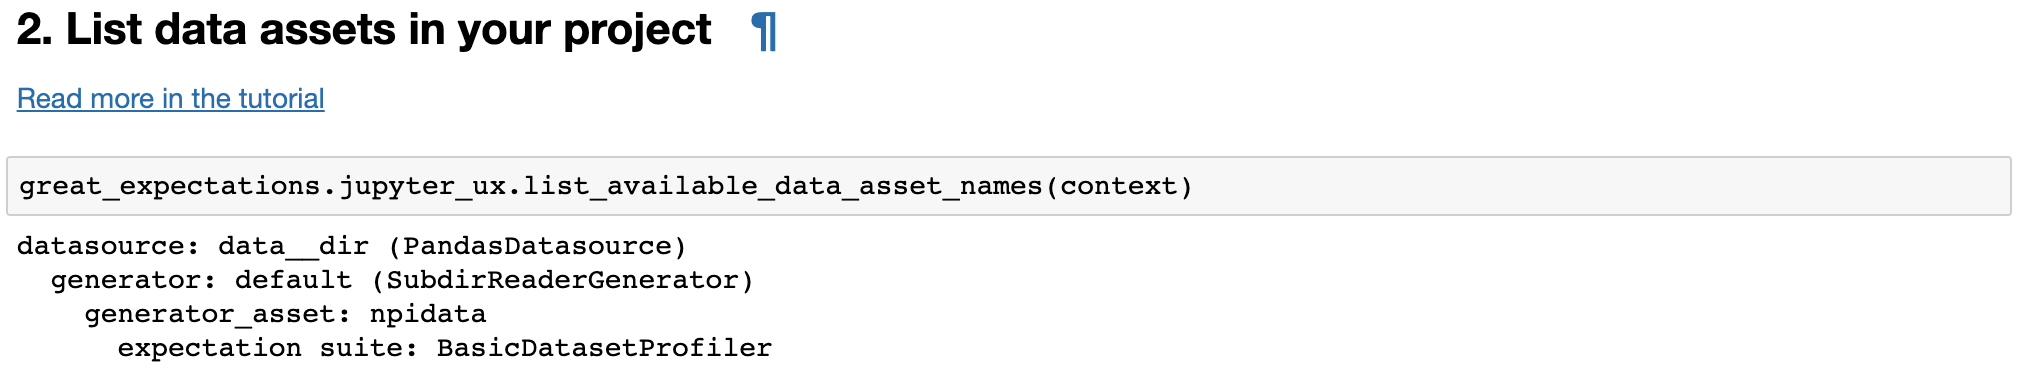 2. List data assets in your project ¶
Read more in the tutorial
great_expectations.jupyter_ux.list_available_data_asset_names(context)
datasource: data__dir (PandasDatasource)
  generator: default (SubdirReaderGenerator)
    generator_asset: npidata
      expectation suite: BasicDatasetProfiler